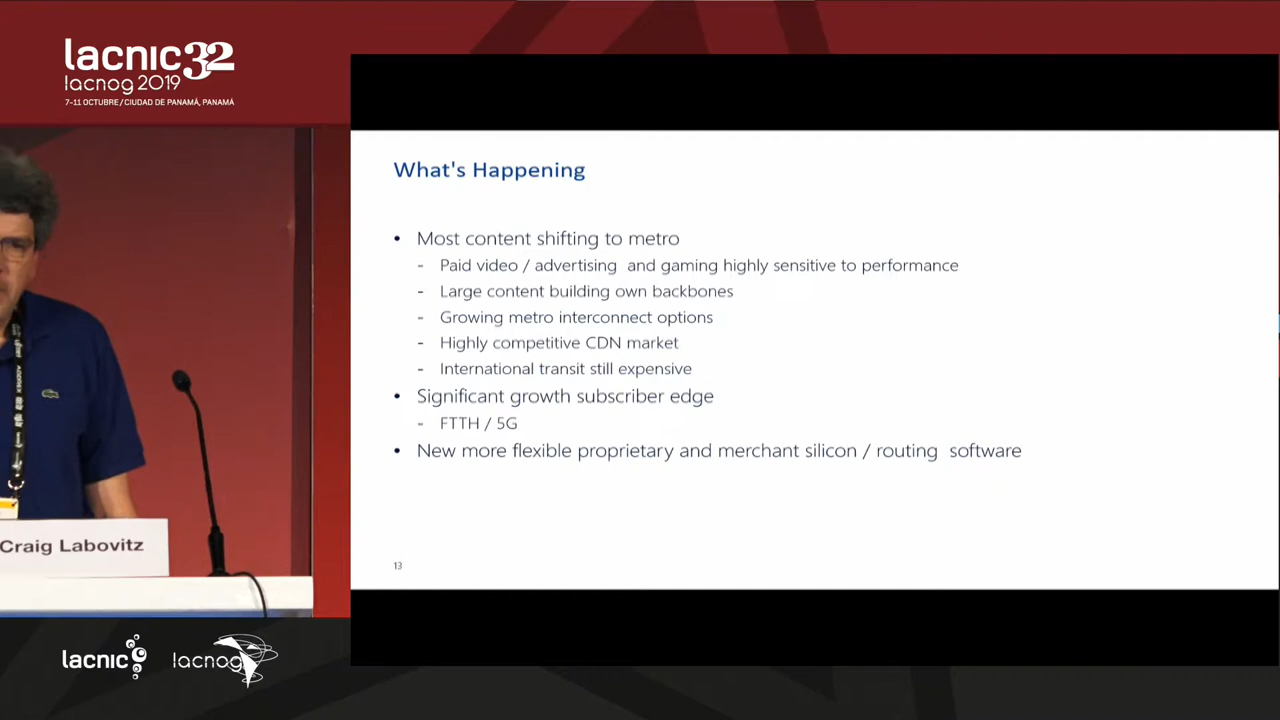 lacnic 32
lacnog 2019
7-11 OCTUBRE / CIUDAD DE PANAMÁ, PANAMÁ
What's Happening
• Most content shifting to metro
- Paid video / advertising and gaming highly sensitive to performance
- Large content building own backbones
- Growing metro interconnect options
- Highly competitive CDN market
- International transit still expensive
• Significant growth subscriber edge
- FTTH / 5G
• New more flexible proprietary and merchant silicon / routing software
13
Craig Labovitz
lacnic
lacnog